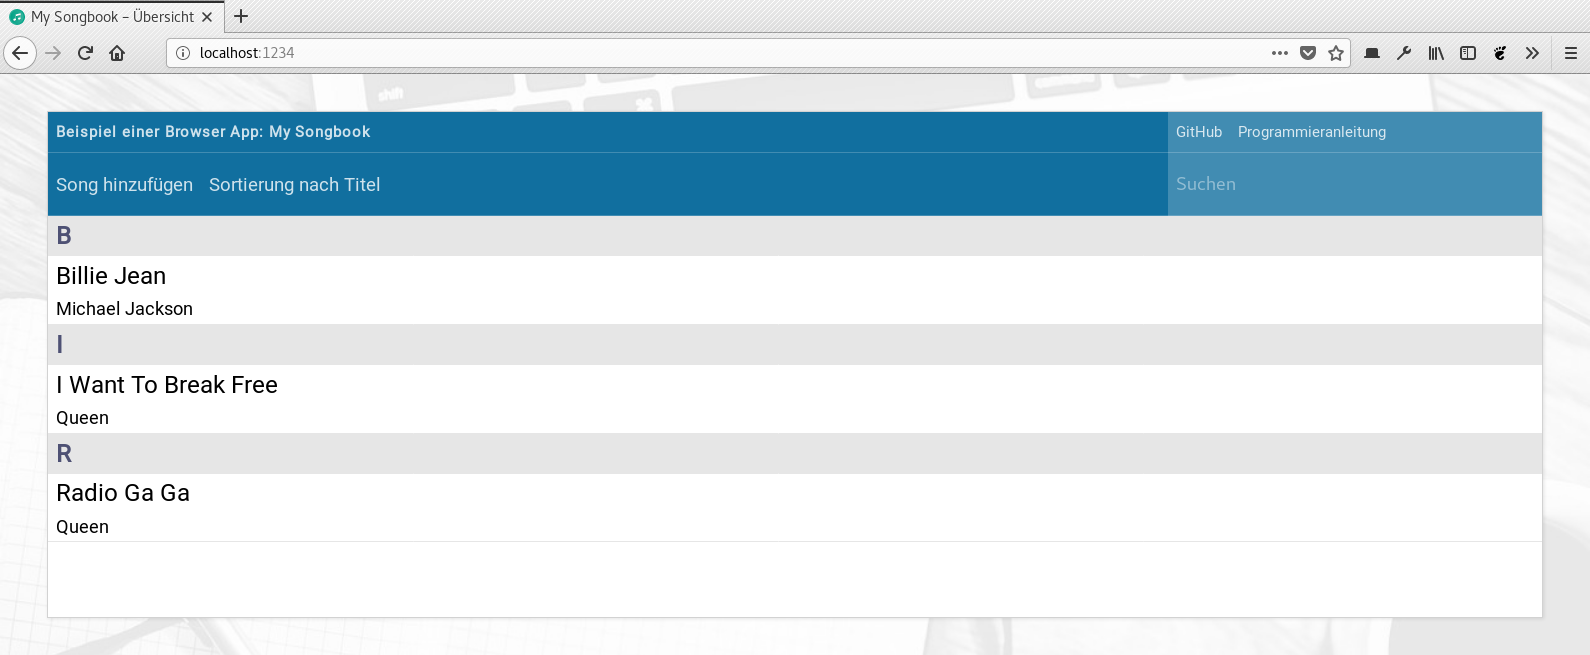 My Songbook – Übersicht
localhost:1234
shift
Beispiel einer Browser App: My Songbook
GitHub Programmieranleitung
Song hinzufügen Sortierung nach Titel
Suchen
B
Billie Jean
Michael Jackson
I
I Want To Break Free
Queen
R
Radio Ga Ga
Queen